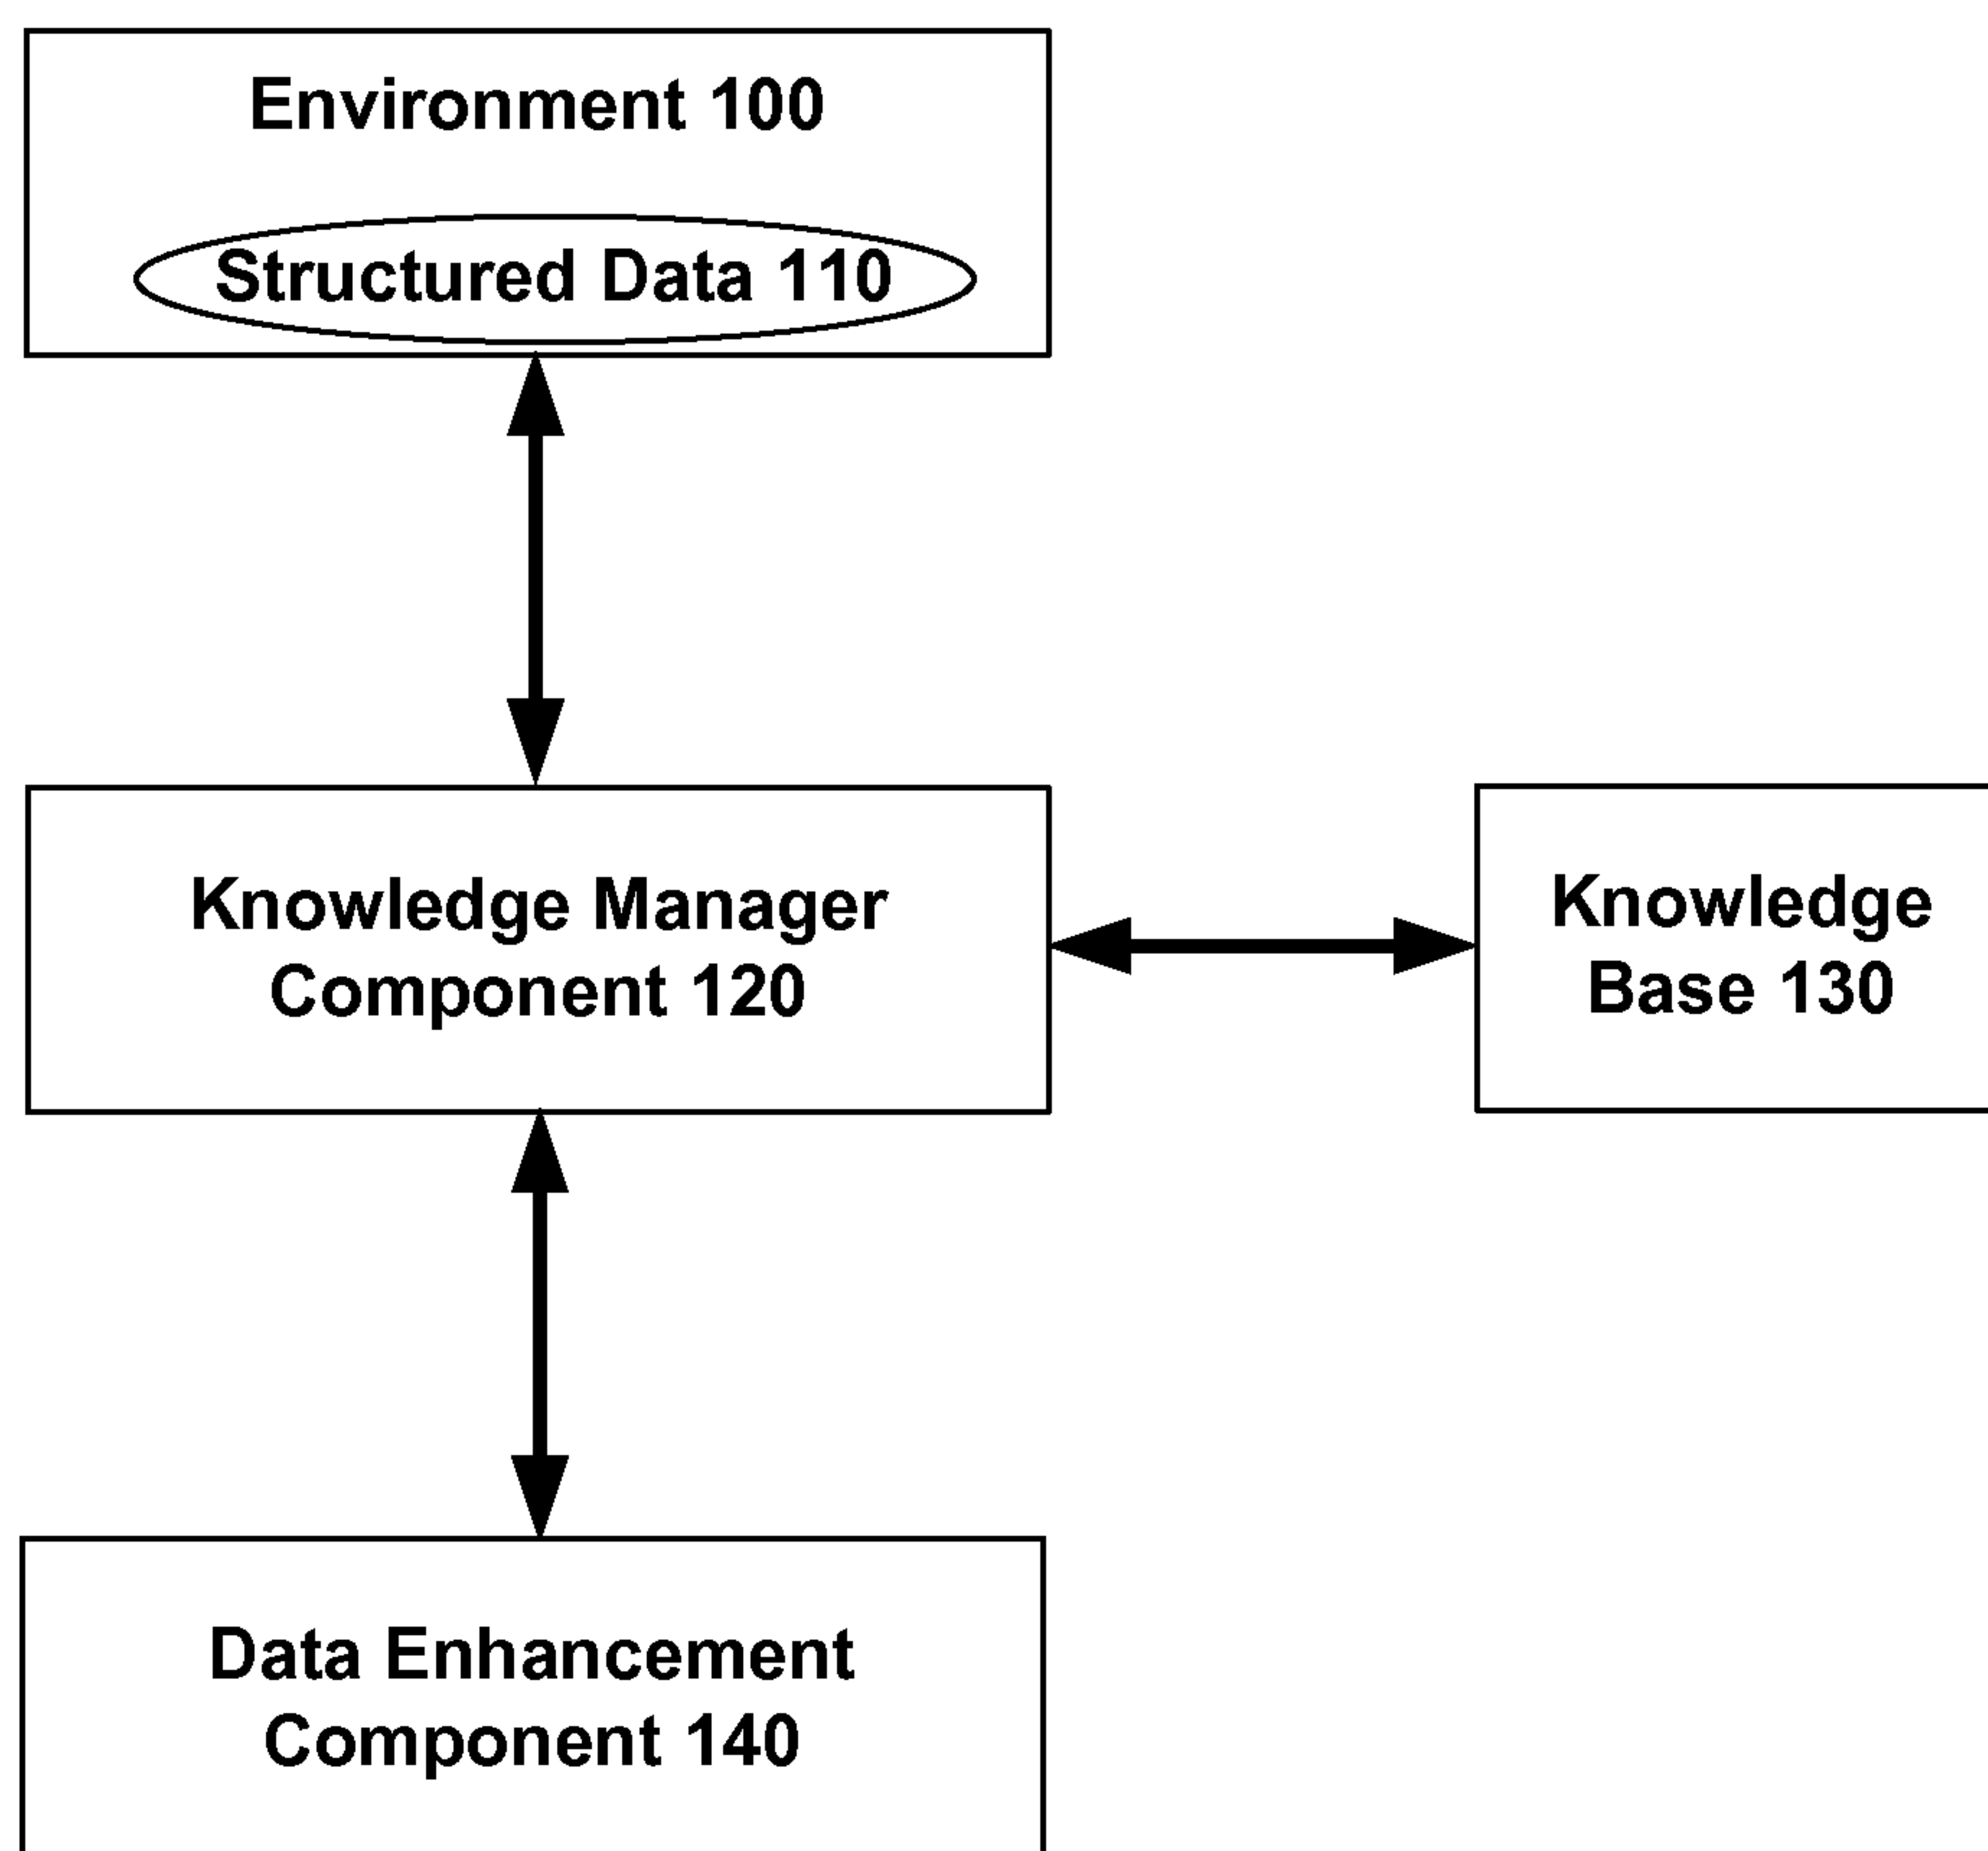 Environment 100
Structured Data 110
Knowledge Manager
Component 120
Knowledge
Base 130
Data Enhancement
Component 140